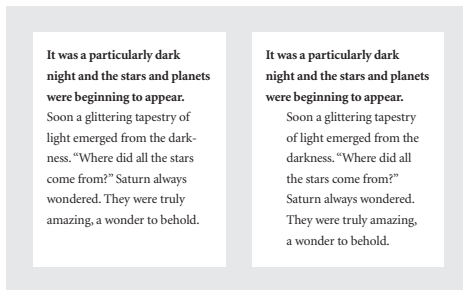 It was a particularly dark
night and the stars and planets
were beginning to appear.
Soon a glittering tapestry of
light emerged from the dark-
ness. “Where did all the stars
come from?” Saturn always
wondered. They were truly
amazing, a wonder to behold.
It was a particularly dark
night and the stars and planets
were beginning to appear.
Soon a glittering tapestry
of light emerged from the
darkness. “Where did all
the stars come from?”
Saturn always wondered.
They were truly amazing,
a wonder to behold.